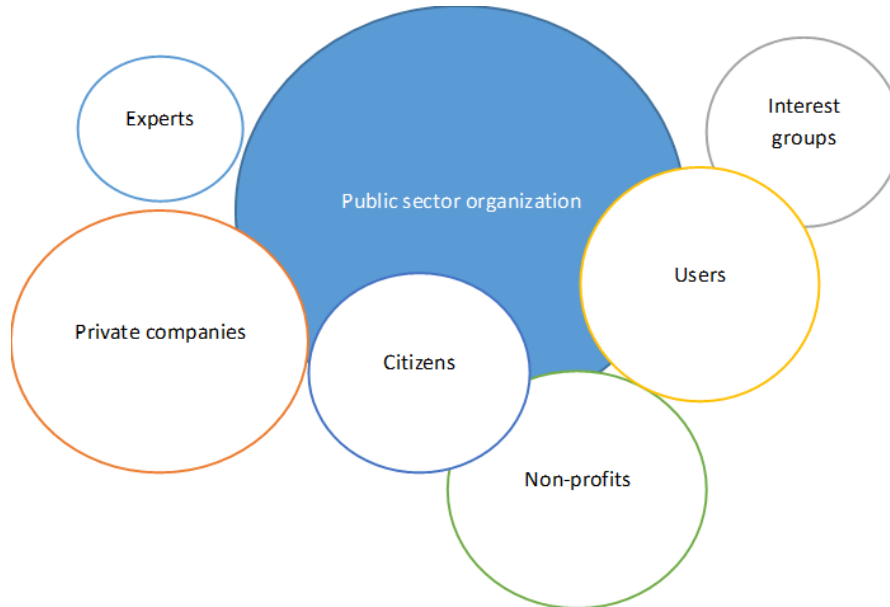 Experts
Interest
groups
Public sector organization
Users
Private companies
Citizens
Non-profits